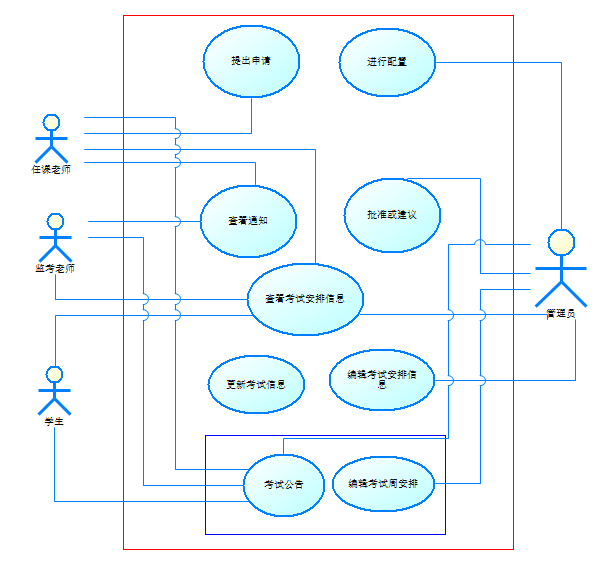 提出申请
进行配置
任课老师
查看通知
批准或建议
监考老师
查看考试安排信息
管理员
更新考试信息
编辑考试安排信
息
学生
考试公告
编辑考试周安排